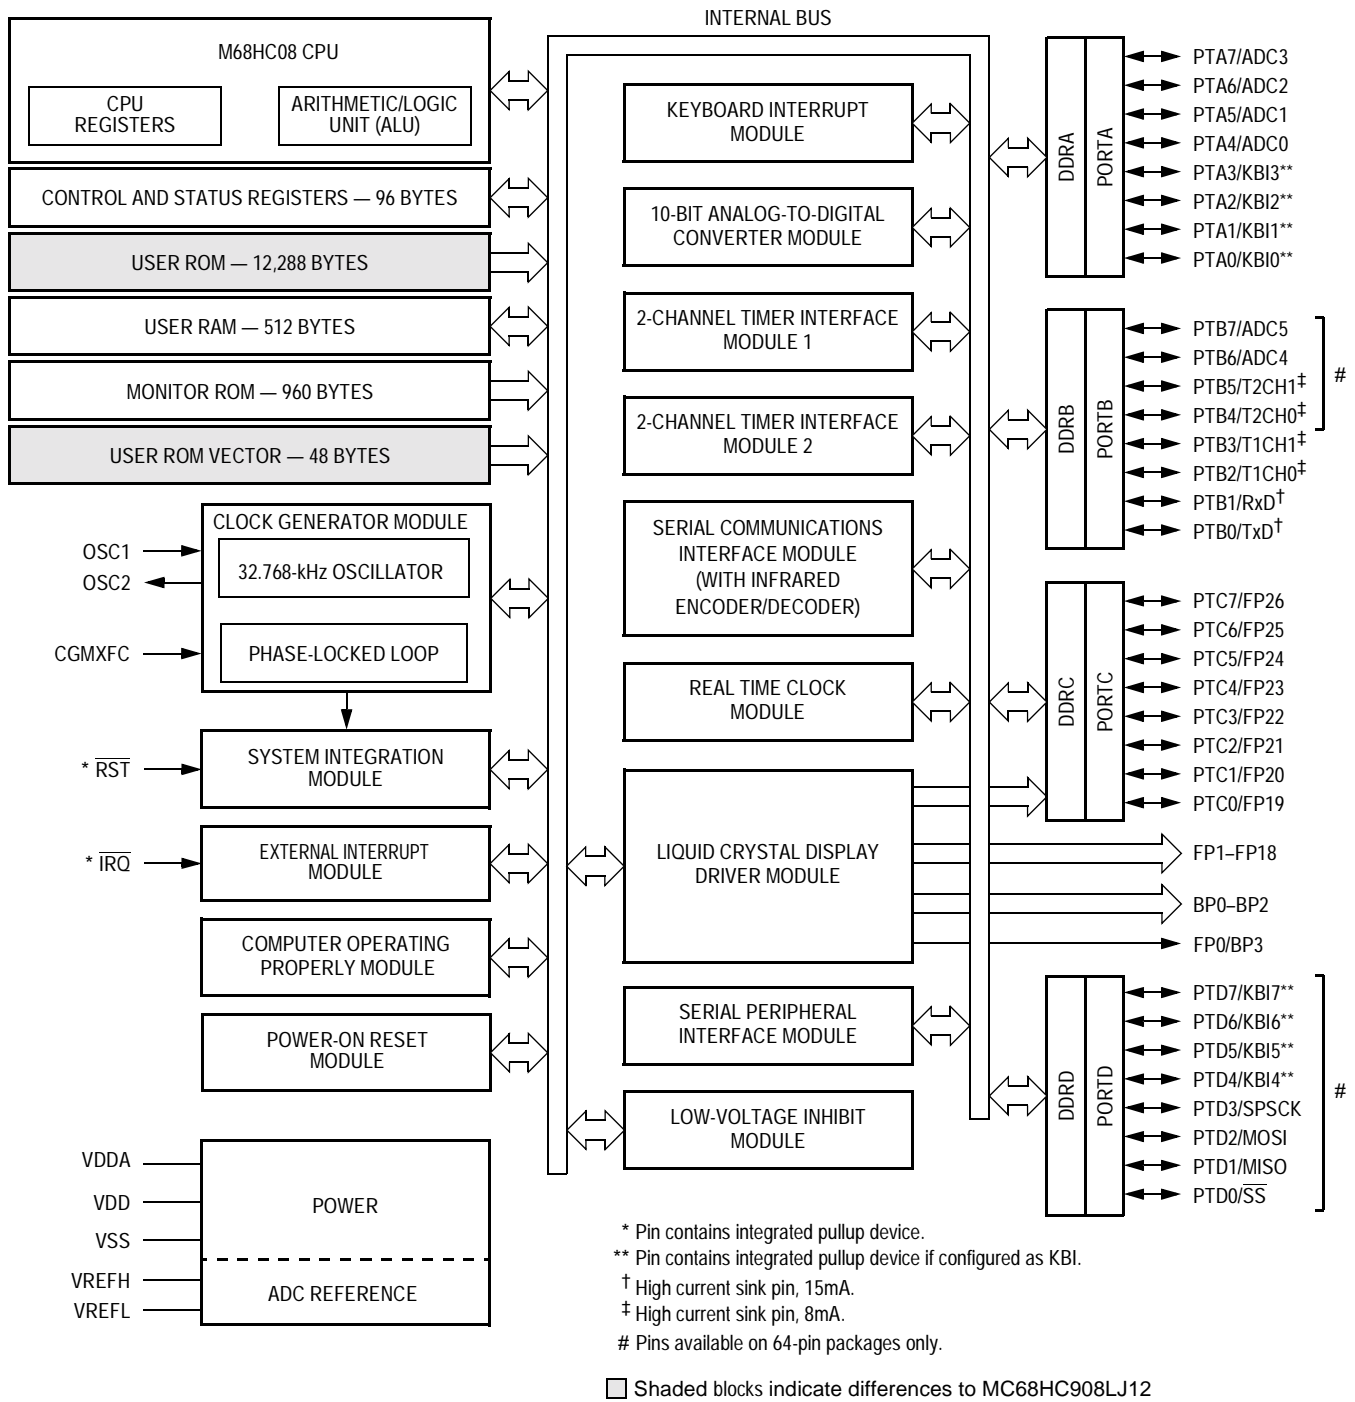 INTERNAL BUS
M68HC08 CPU
CPU
REGISTERS
ARITHMETIC/LOGIC
UNIT (ALU)
CONTROL AND STATUS REGISTERS — 96 BYTES
USER ROM — 12,288 BYTES
USER RAM — 512 BYTES
MONITOR ROM — 960 BYTES
USER ROM VECTOR — 48 BYTES
CLOCK GENERATOR MODULE
32.768-kHz OSCILLATOR
PHASE-LOCKED LOOP
OSC1
OSC2
CGMXFC
SYSTEM INTEGRATION
MODULE
* RST
EXTERNAL INTERRUPT
MODULE
* IRQ
COMPUTER OPERATING
PROPERLY MODULE
POWER-ON RESET
MODULE
VDDA
VDD
VSS
VREFH
VREFL
POWER
ADC REFERENCE
KEYBOARD INTERRUPT
MODULE
10-BIT ANALOG-TO-DIGITAL
CONVERTER MODULE
2-CHANNEL TIMER INTERFACE
MODULE 1
2-CHANNEL TIMER INTERFACE
MODULE 2
SERIAL COMMUNICATIONS
INTERFACE MODULE
(WITH INFRARED
ENCODER/DECODER)
REAL TIME CLOCK
MODULE
LIQUID CRYSTAL DISPLAY
DRIVER MODULE
SERIAL PERIPHERAL
INTERFACE MODULE
LOW-VOLTAGE INHIBIT
MODULE
DDRA
PORTA
PTA7/ADC3
PTA6/ADC2
PTA5/ADC1
PTA4/ADC0
PTA3/KBI3**
PTA2/KBI2**
PTA1/KBI1**
PTA0/KBI0**
DDRB
PORTB
PTB7/ADC5
PTB6/ADC4
PTB5/T2CH1‡
PTB4/T2CH0‡
PTB3/T1CH1‡
PTB2/T1CH0‡
PTB1/RxD†
PTB0/TxD†
#
DDRC
PORTC
PTC7/FP26
PTC6/FP25
PTC5/FP24
PTC4/FP23
PTC3/FP22
PTC2/FP21
PTC1/FP20
PTC0/FP19
FP1–FP18
BP0–BP2
FP0/BP3
DDRD
PORTD
PTD7/KBI7**
PTD6/KBI6**
PTD5/KBI5**
PTD4/KBI4**
PTD3/SPSCK
PTD2/MOSI
PTD1/MISO
PTD0/SS
#
* Pin contains integrated pullup device.
** Pin contains integrated pullup device if configured as KBI.
† High current sink pin, 15mA.
‡ High current sink pin, 8mA.
# Pins available on 64-pin packages only.
Shaded blocks indicate differences to MC68HC908LJ12